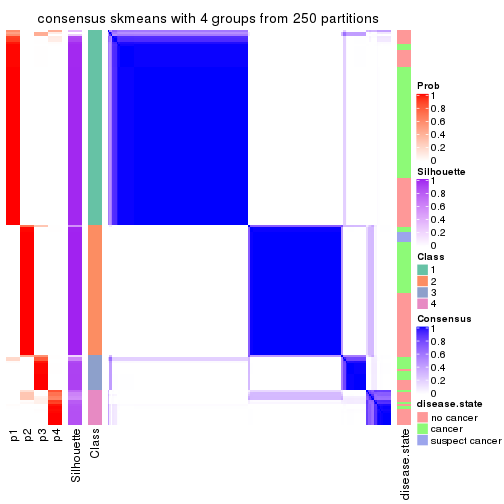 consensus skmeans with 4 groups from 250 partitions
Prob
1
0.8
0.6
0.4
0.2
0
Silhouette
1
0.8
0.6
0.4
0.2
0
Class
1
2
3
4
Consensus
1
0.8
0.6
0.4
0.2
0
disease.state
no cancer
cancer
suspect cancer
p1
p2
p3
p4
Silhouette
Class
disease.state